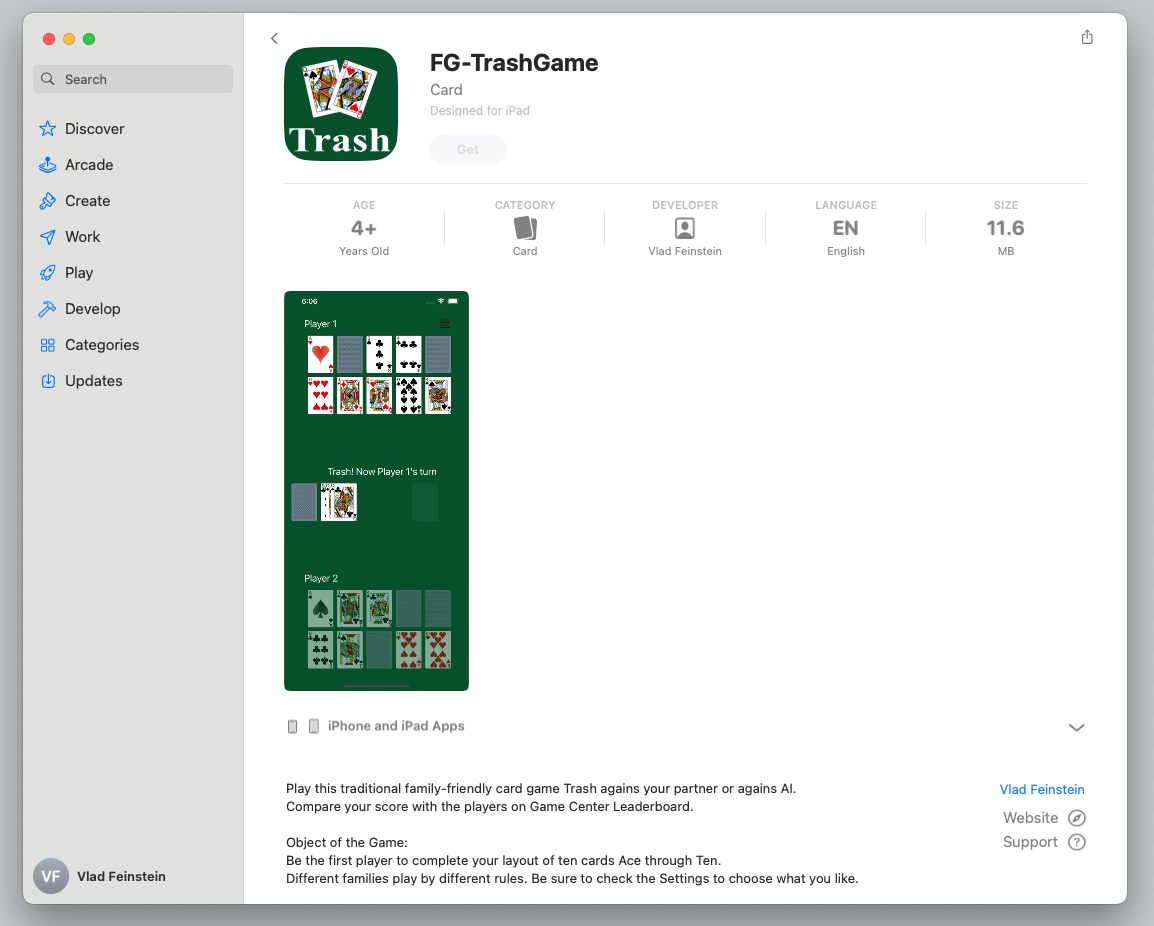 Search
Discover
Arcade
Create
Work
Play
Develop
Categories
Updates
VF
Vlad Feinstein
Trash
FG-TrashGame
Card
Designed for iPad
Get
AGE
4+
Years Old
CATEGORY
Card
DEVELOPER
Vlad Feinstein
LANGUAGE
EN
English
SIZE
11.6
MB
6:06
Player 1
Trash! Now Player 1's turn
Player 2
iPhone and iPad Apps
Play this traditional family-friendly card game Trash agains your partner or agains AI.
Compare your score with the players on Game Center Leaderboard.
Object of the Game:
Be the first player to complete your layout of ten cards Ace through Ten.
Different families play by different rules. Be sure to check the Settings to choose what you like.
Vlad Feinstein
Website
Support